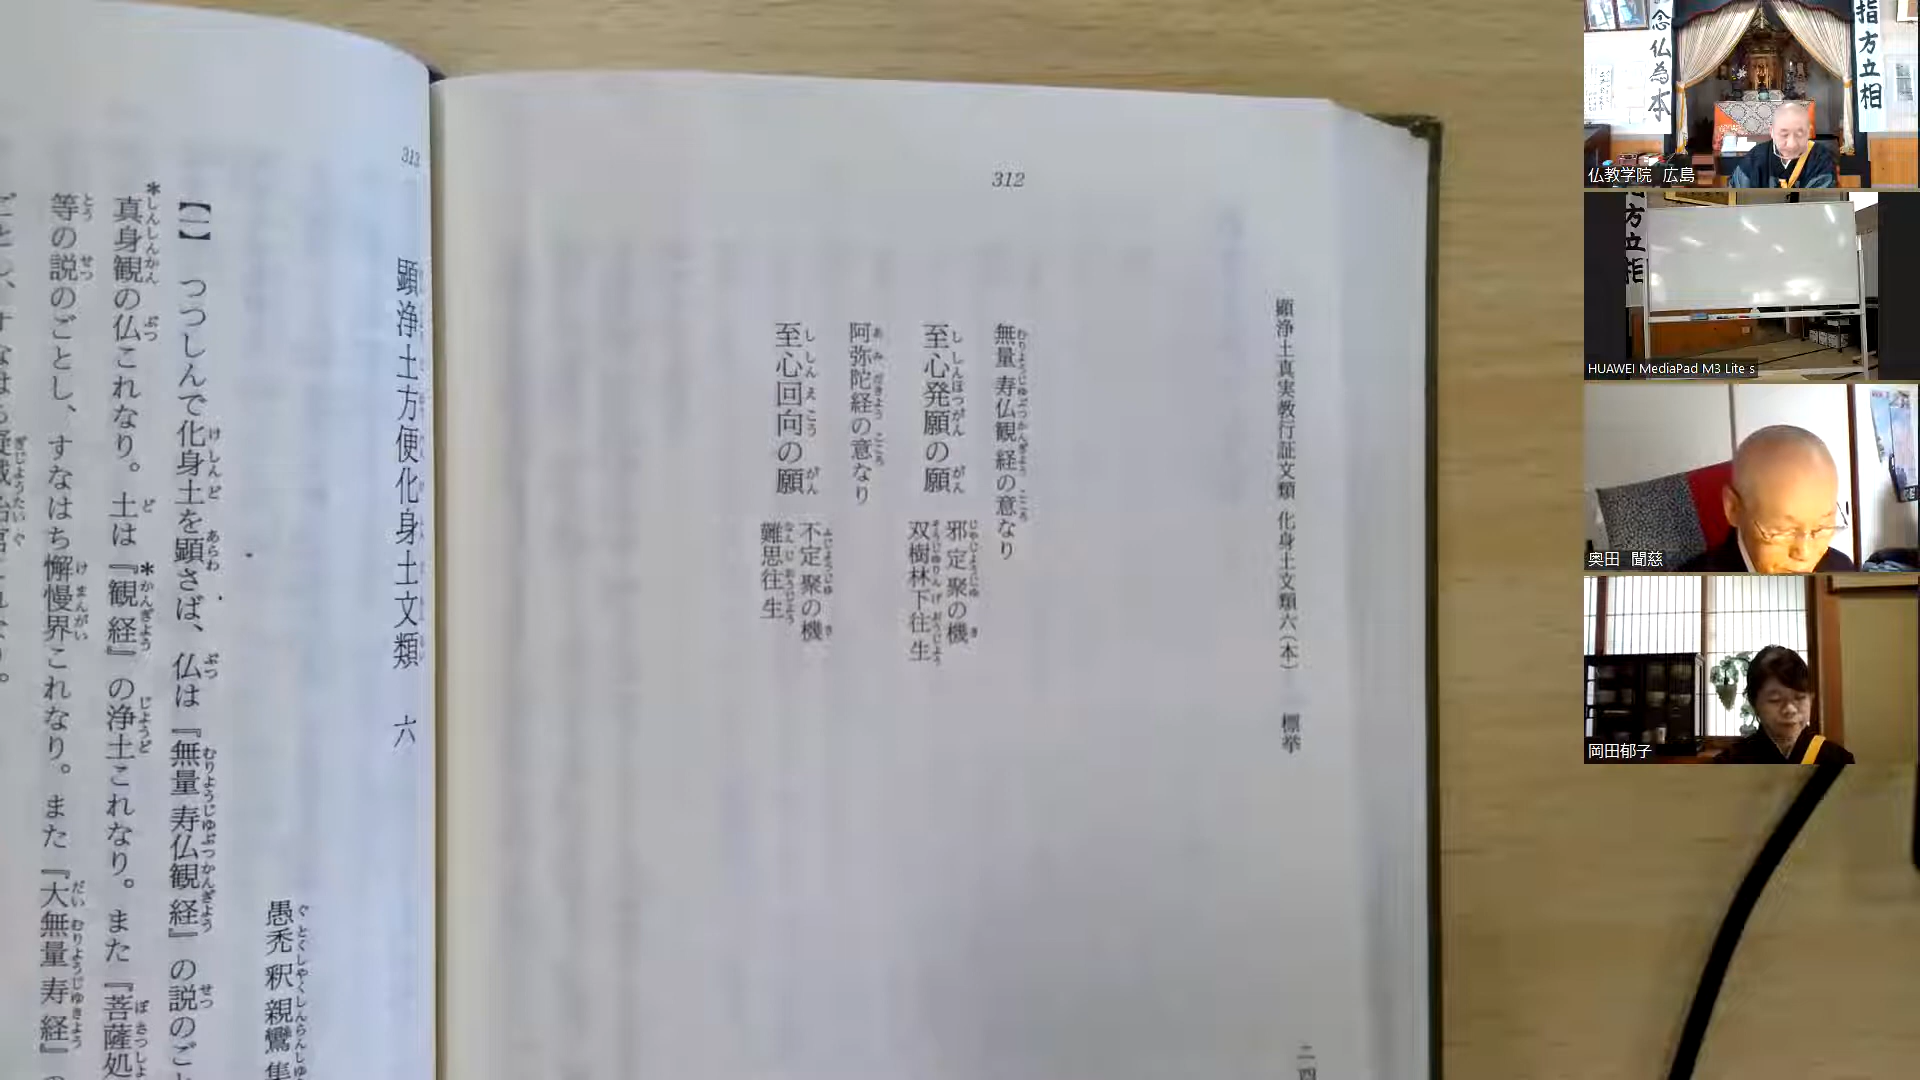 312
顕浄土真実教行証文類 化身土文類六(本) 標挙
無量寿仏観経の意なり
至心発願の願
邪定聚の機
双樹林下往生
阿弥陀経の意なり
至心回向の願
不定聚の機
難思往生
313
顕浄土方便化身土文類 六
愚禿釈親鸞集
【一】 つつしんで化身土を顕さば、仏は『無量寿仏観経』の説のご
真身観の仏これなり。土は『観経』の浄土これなり。また『菩薩処
等の説のごとし、すなはち懈慢界これなり。また『大無量寿経』の
念仏為本
指方立相
仏教学院 広島
方立相
HUAWEI MediaPad M3 Lite s
奥田 聞慈
岡田郁子